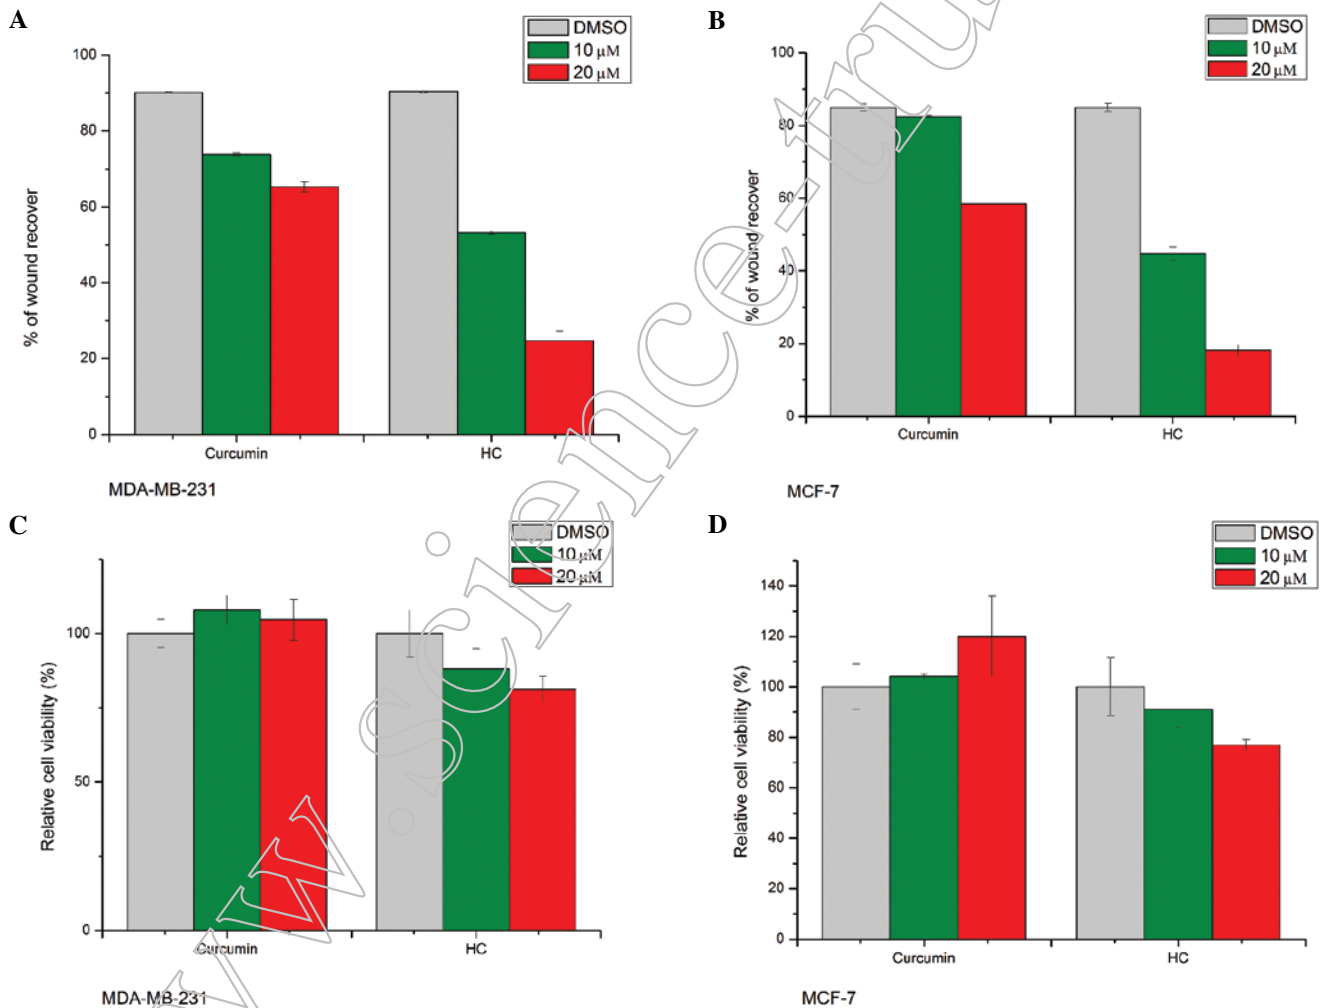 A
DMSO
10 μM
20 μM
100
80
60
40
20
0
% of wound recover
Curcumin
HC
MDA-MB-231
B
DMSO
10 μM
20 μM
100
80
60
40
20
0
% of wound recover
Curcumin
HC
MCF-7
C
DMSO
10 μM
20 μM
100
50
0
Relative cell viability (%)
Curcumin
HC
MDA-MB-231
D
DMSO
10 μM
20 μM
140
120
100
80
60
40
20
0
Relative cell viability (%)
Curcumin
HC
MCF-7
w.science-tru